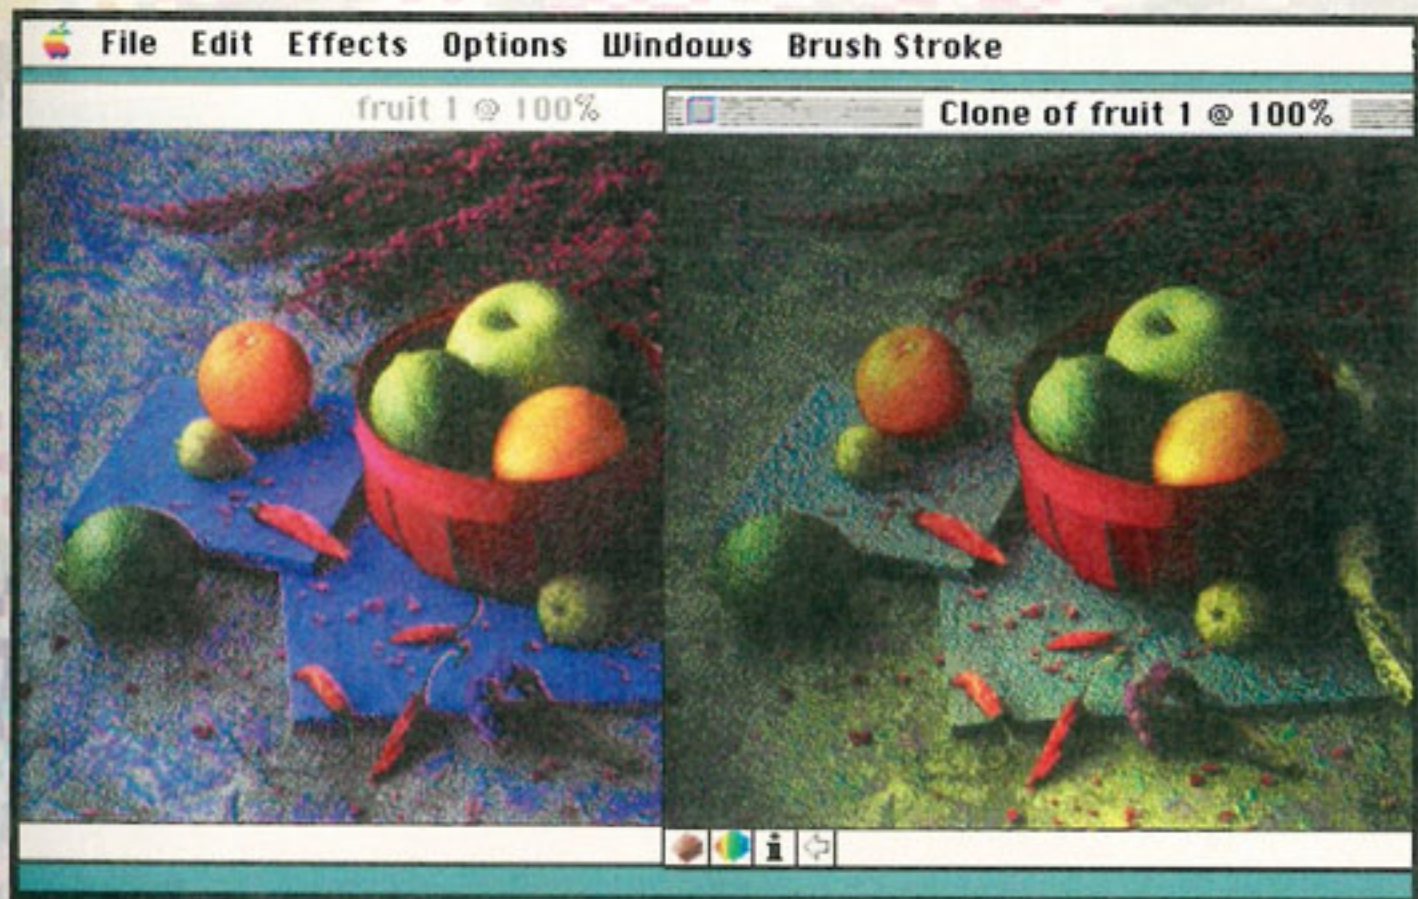 File Edit Effects Options Windows Brush Stroke
fruit 1 @ 100%
Clone of fruit 1 @ 100%
i